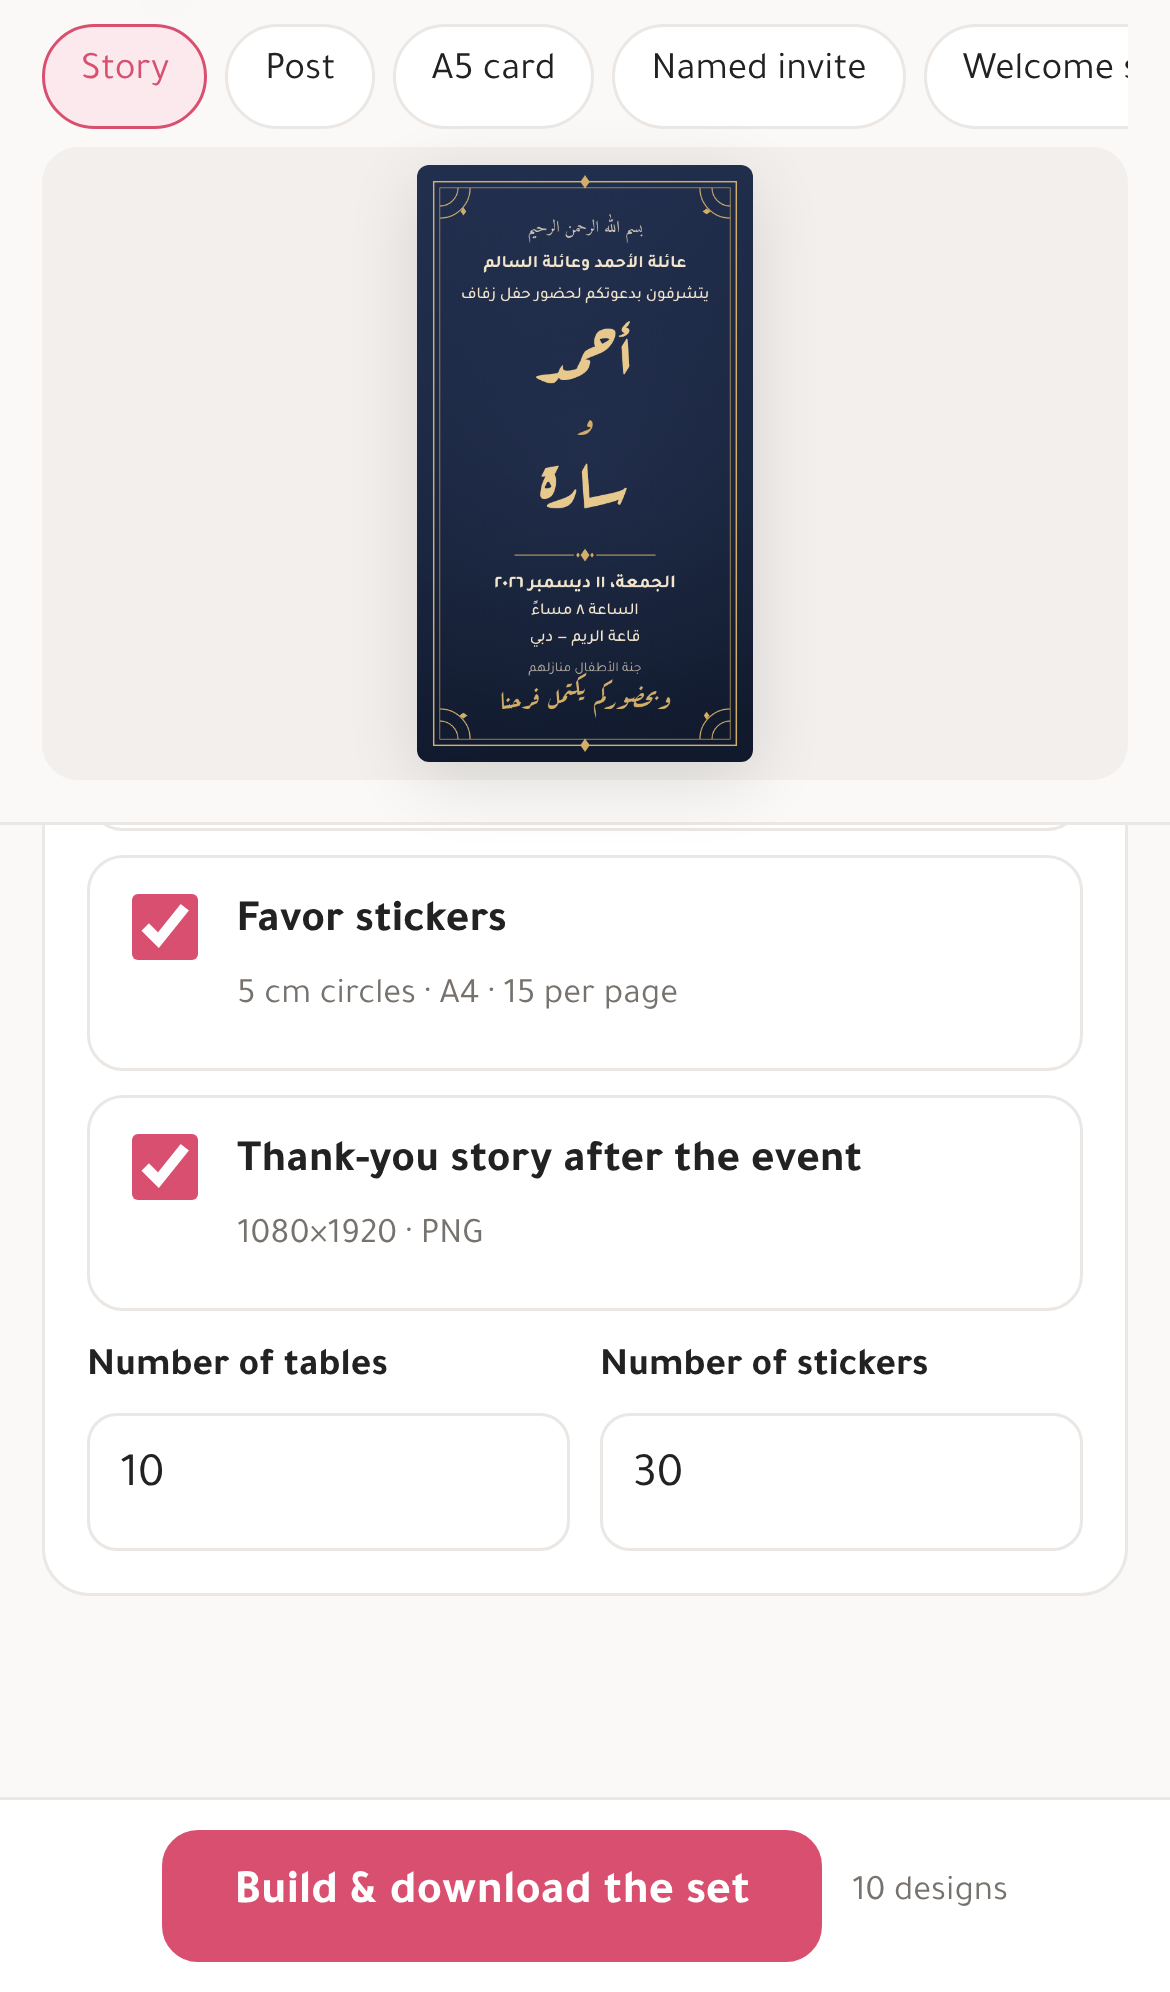 Story
Post
A5 card
Named invite
Welcome
بسم الله الرحمن الرحيم
عائلة الأحمد وعائلة السالم
يتشرفون بدعوتكم لحضور حفل زفاف
أحمد
و
سارة
الجمعة، ١١ ديسمبر ٢٠٢٦
الساعة ٨ مساءً
قاعة الريم – دبي
جنة الأطفال منازلهم
وبحضوركم يكتمل فرحنا
Favor stickers
5 cm circles · A4 · 15 per page
Thank-you story after the event
1080×1920 · PNG
Number of tables
Number of stickers
10
30
Build & download the set
10 designs